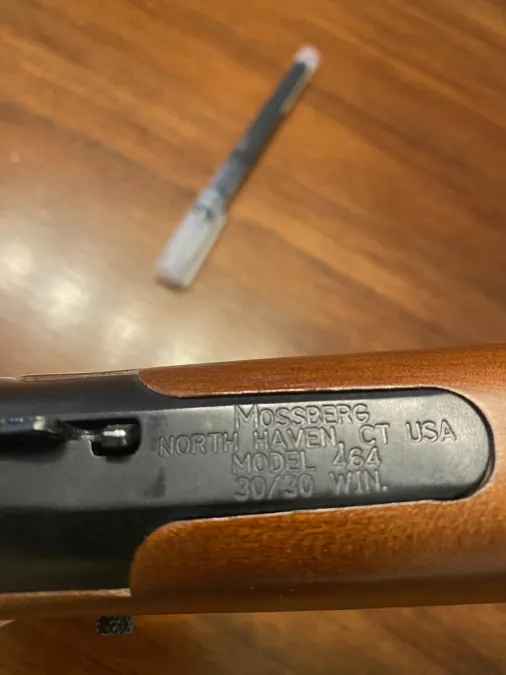 MOSSBERG
NORTH HAVEN, CT USA
MODEL 464
30/30 WIN.